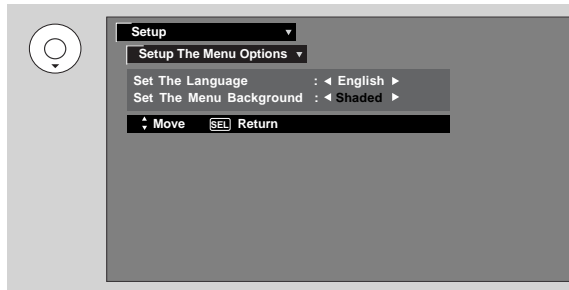 Setup ▼
Setup The Menu Options ▼
Set The Language : ◀ English ▶
Set The Menu Background : ◀ Shaded ▶
Move SEL Return